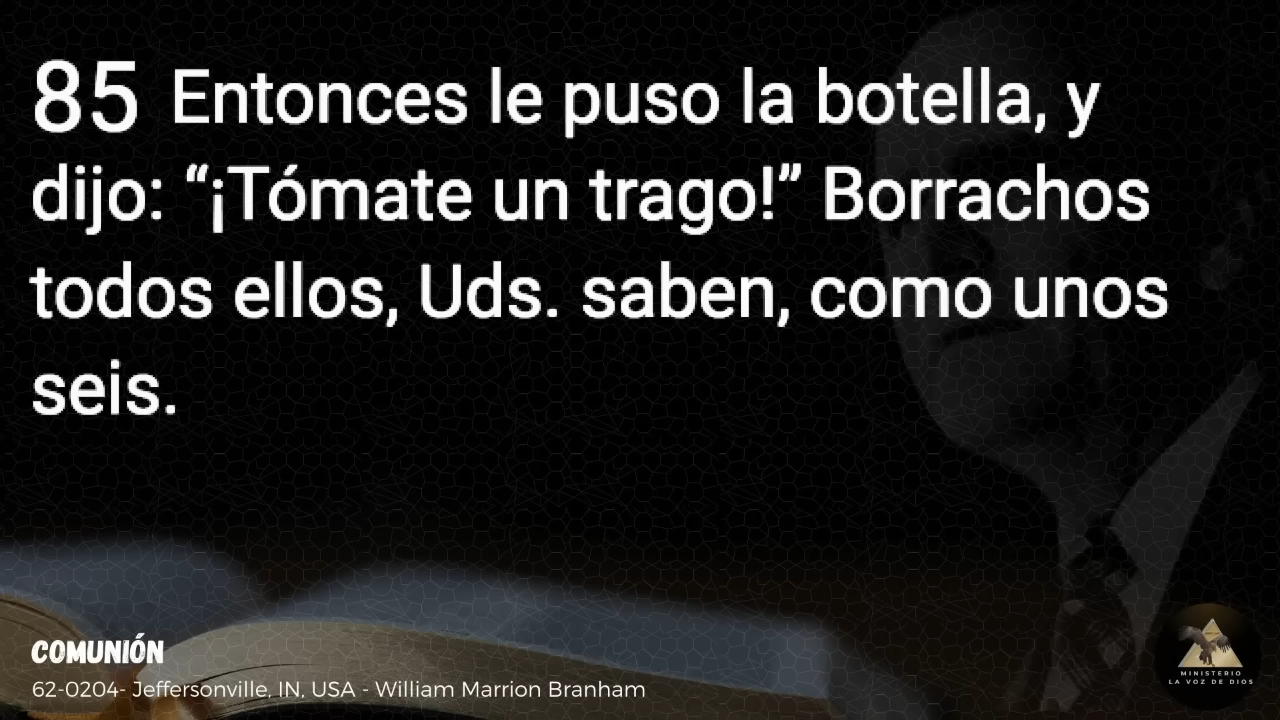 85 Entonces le puso la botella, y
dijo: “¡Tómate un trago!” Borrachos
todos ellos, Uds. saben, como unos
seis.
COMUNIÓN
62-0204- Jeffersonville, IN, USA - William Marrion Branham
MINISTERIO
LA VOZ DE DIOS